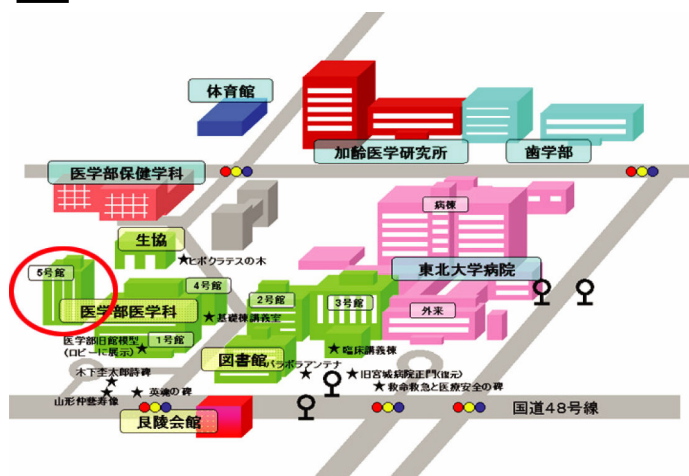 体育館
加齢医学研究所
歯学部
医学部保健学科
病棟
生協
★ヒポクラテスの木
5号館
東北大学病院
4号館
2号館
3号館
医学部医学科
外来
★基礎棟講義室
医学部旧館模型
(ロビーに展示)★
1号館
★臨床講義棟
図書館
パラボラアンテナ
★
木下杢太郎詩碑
★
★旧宮城病院正門(復元)
★救命救急と医療安全の碑
山形仲藝寿像
★
★英魂の碑
艮陵会館
国道48号線